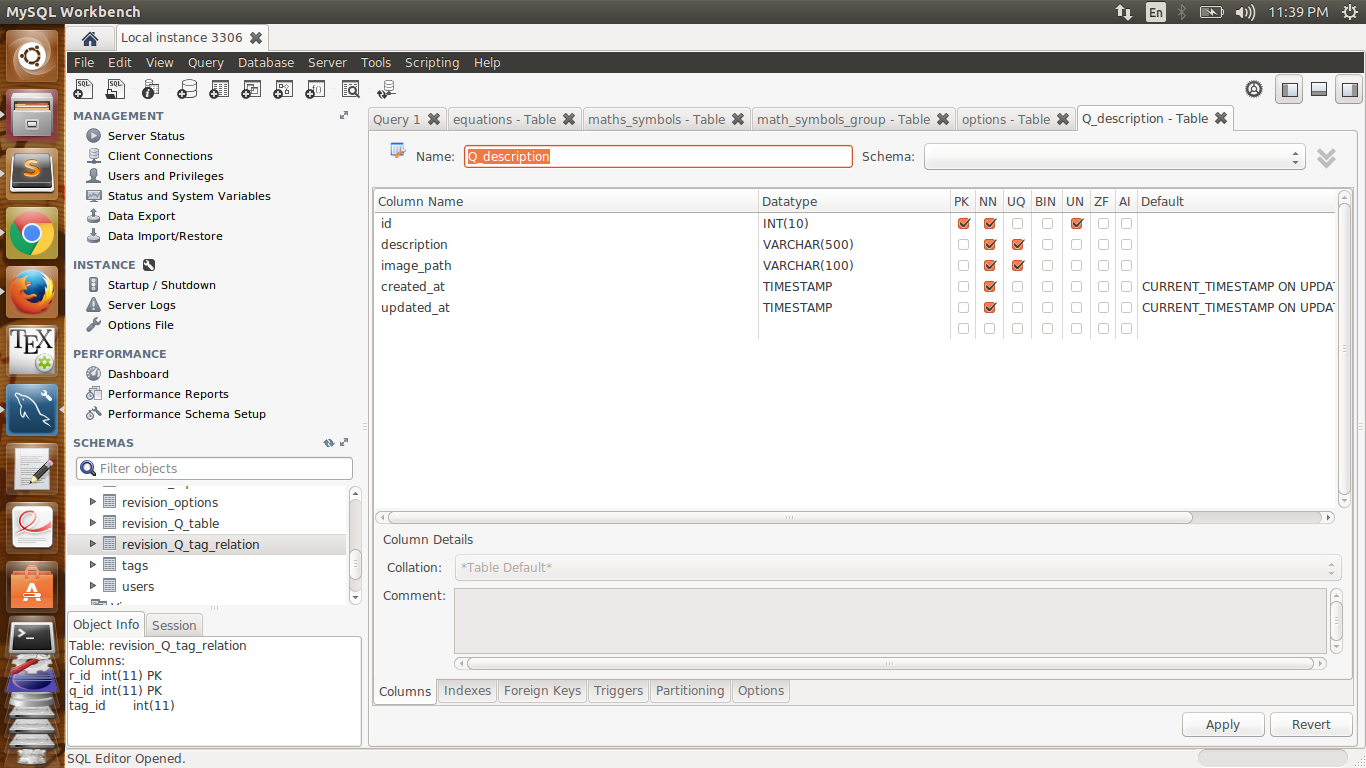 MySQL Workbench
En
11:39 PM
Local instance 3306
File Edit View Query Database Server Tools Scripting Help
MANAGEMENT
Server Status
Client Connections
Users and Privileges
Status and System Variables
Data Export
Data Import/Restore
INSTANCE
Startup / Shutdown
Server Logs
Options File
PERFORMANCE
Dashboard
Performance Reports
Performance Schema Setup
SCHEMAS
Filter objects
revision_options
revision_Q_table
revision_Q_tag_relation
tags
users
Object Info Session
Table: revision_Q_tag_relation
Columns:
r_id int(11) PK
q_id int(11) PK
tag_id int(11)
Query 1 equations - Table maths_symbols - Table math_symbols_group - Table options - Table Q_description - Table
Name: Q_description Schema:
Column Name Datatype PK NN UQ BIN UN ZF AI Default
id INT(10)
description VARCHAR(500)
image_path VARCHAR(100)
created_at TIMESTAMP CURRENT_TIMESTAMP ON UPDAT
updated_at TIMESTAMP CURRENT_TIMESTAMP ON UPDAT
Column Details
Collation: *Table Default*
Comment:
Columns Indexes Foreign Keys Triggers Partitioning Options
Apply Revert
SQL Editor Opened.